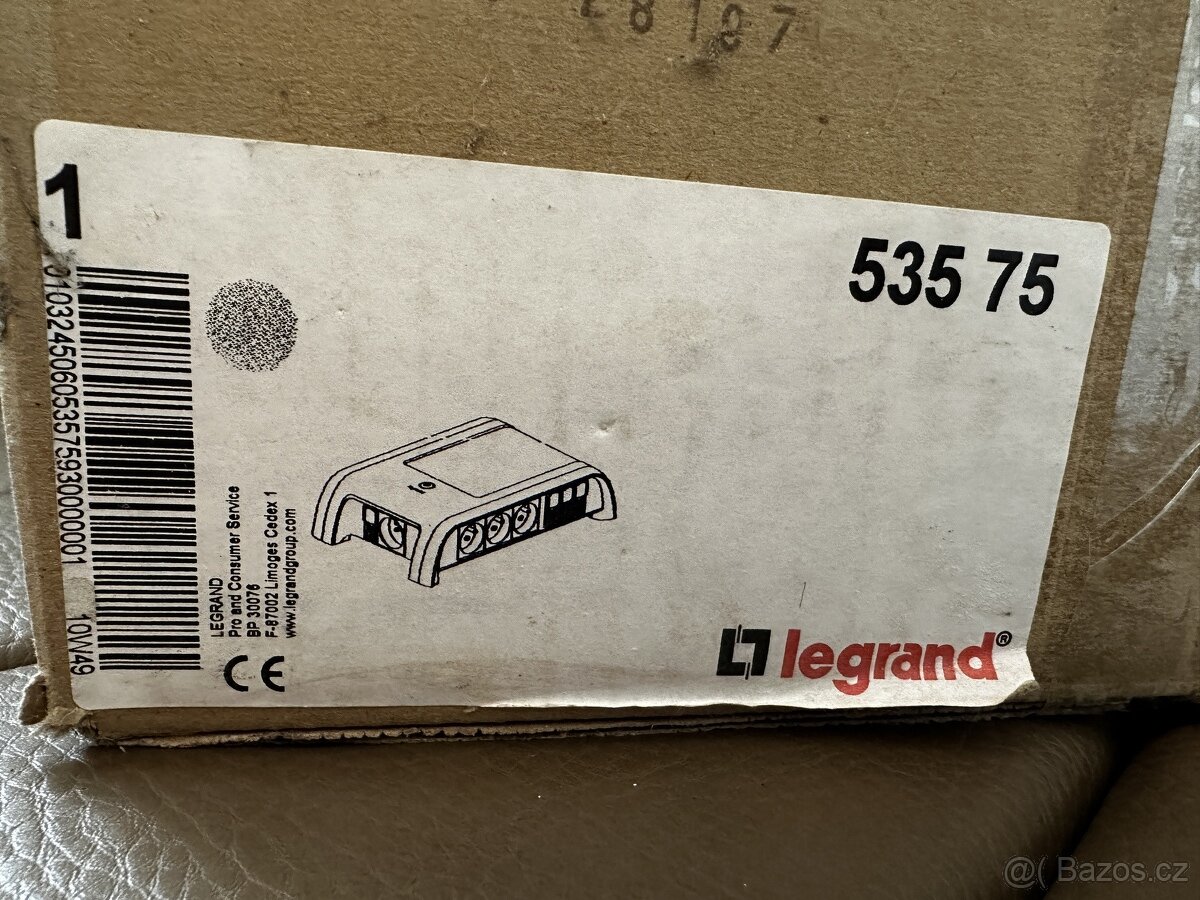 28187
1
535 75
0103245060535759300000001 10W49
LEGRAND
Pro and Consumer Service
BP 30076
F-87002 Limoges Cedex 1
www.legrandgroup.com
CE
legrand®
@( Bazos.cz